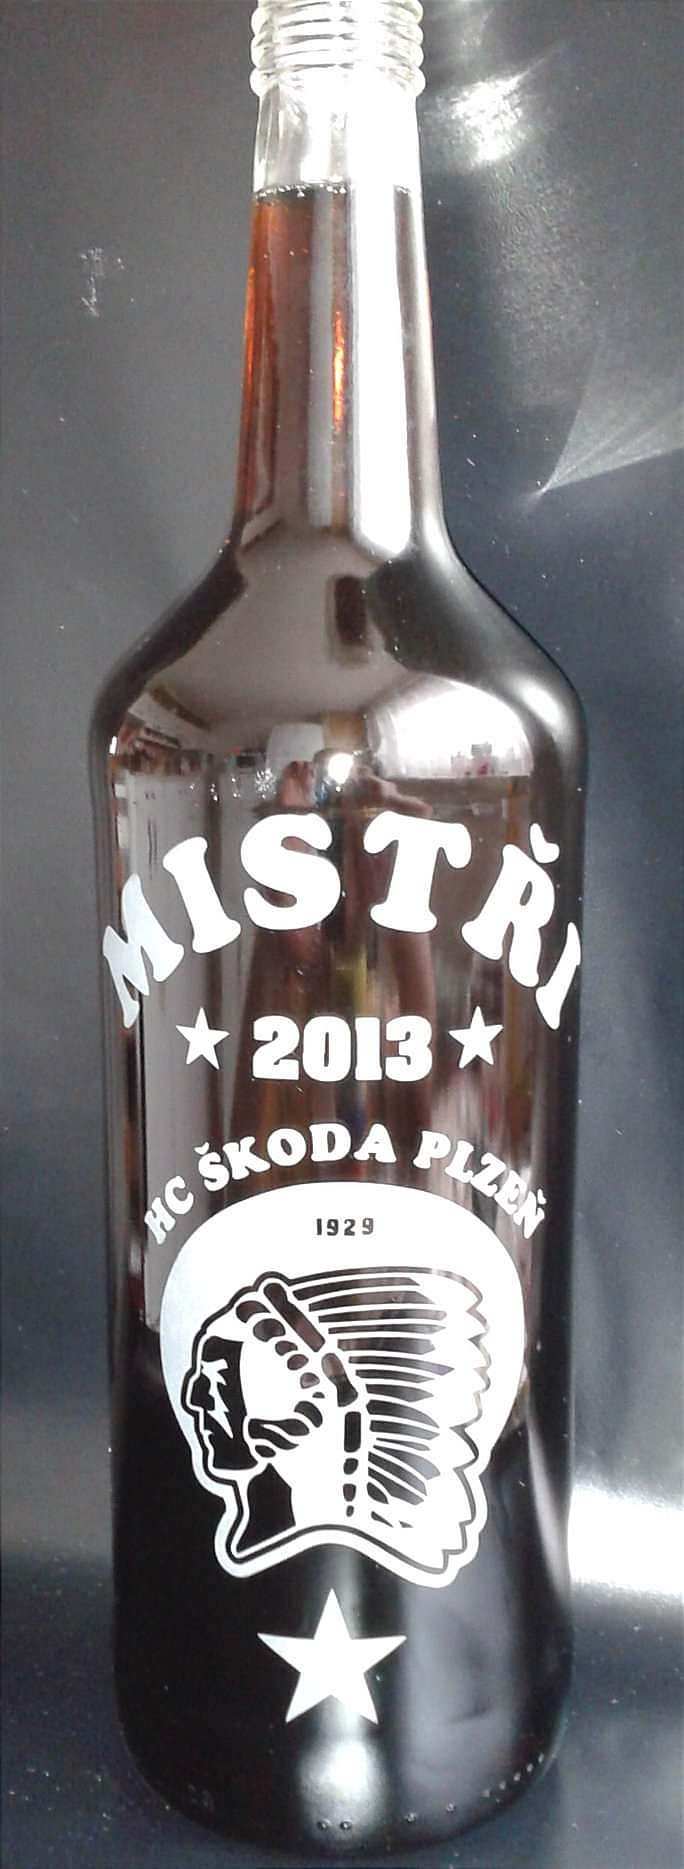 MISTŘI
2013
HC ŠKODA PLZEŇ
1929